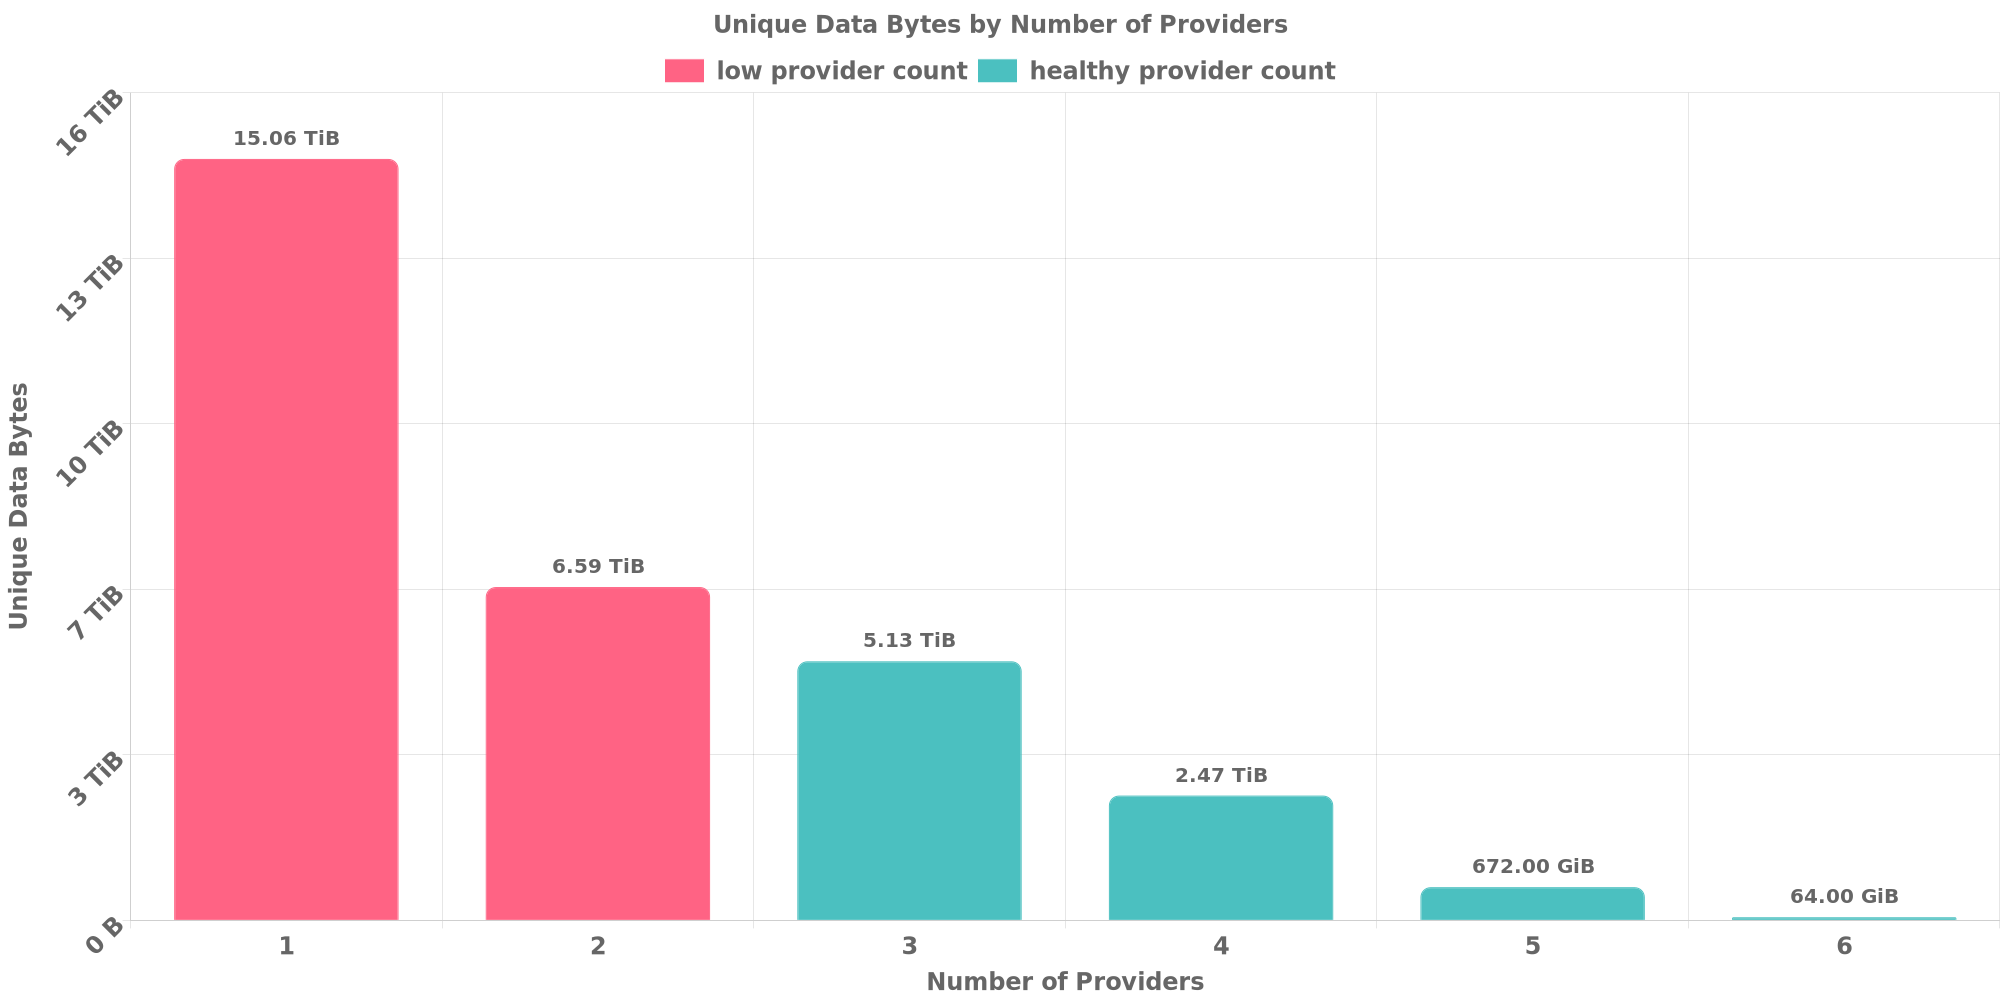 Unique Data Bytes by Number of Providers
low provider count healthy provider count
16 TiB
13 TiB
10 TiB
7 TiB
3 TiB
0 B
Unique Data Bytes
15.06 TiB
6.59 TiB
5.13 TiB
2.47 TiB
672.00 GiB
64.00 GiB
1 2 3 4 5 6
Number of Providers